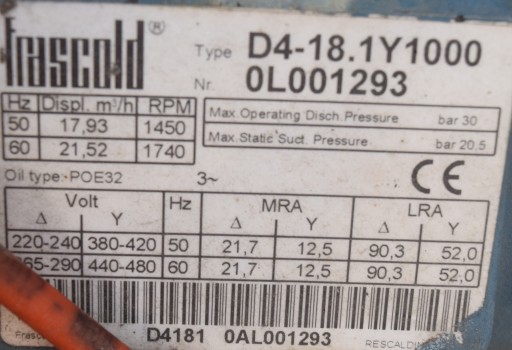 frascold®
Type D4-18.1Y1000
Nr. 0L001293
Hz Displ. m³/h RPM
50 17,93 1450
60 21,52 1740
Max.Operating Disch.Pressure bar 30
Max.Static Suct. Pressure bar 20.5
Oil type: POE32 3~ CE
Volt Hz MRA LRA
Δ Y Δ Y Δ Y
220-240 380-420 50 21,7 12,5 90,3 52,0
65-290 440-480 60 21,7 12,5 90,3 52,0
D4181 0AL001293